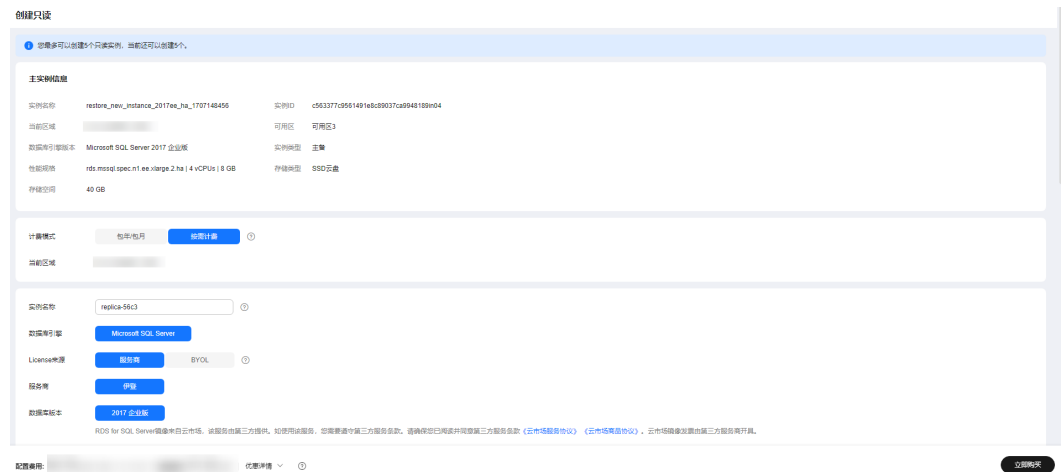 创建只读
您最多可以创建5个只读实例，当前还可以创建5个。
主实例信息
实例名称 restore_new_instance_2017ee_ha_1707148456 实例ID c563377c9561491e8c89037ca9948189in04
当前区域 可用区 可用区3
数据库引擎版本 Microsoft SQL Server 2017 企业版 实例类型 主备
性能规格 rds.mssql.spec.n1.ee.xlarge.2.ha | 4 vCPUs | 8 GB 存储类型 SSD云盘
存储空间 40 GB
计费模式 包年/包月 按需计费
当前区域
实例名称 replica-56c3
数据库引擎 Microsoft SQL Server
License来源 服务商 BYOL
服务商 伊登
数据库版本 2017 企业版
RDS for SQL Server镜像来自云市场，该服务由第三方提供。如使用该服务，您需要遵守第三方服务条款。请确保您已阅读并同意第三方服务条款《云市场服务协议》 《云市场商品协议》。云市场镜像发票由第三方服务商开具。
配置费用: 优惠详情 立即购买